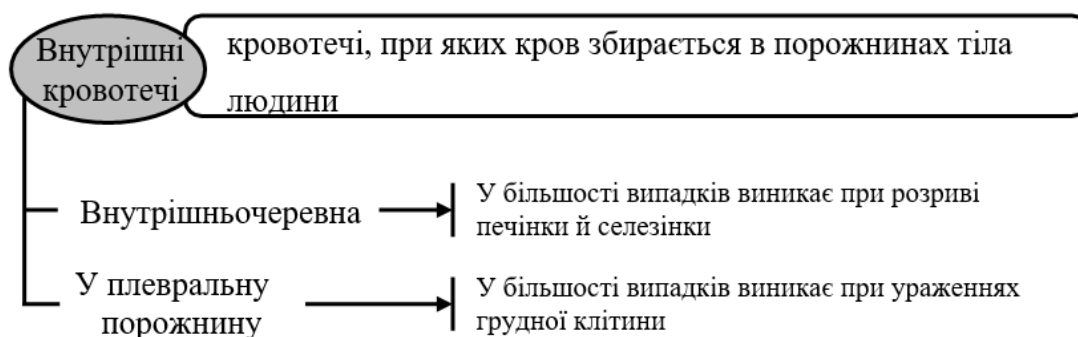 Внутрішні
кровотечі
кровотечі, при яких кров збирається в порожнинах тіла
людини
Внутрішньочеревна
У більшості випадків виникає при розриві
печінки й селезінки
У плевральну
порожнину
У більшості випадків виникає при ураженнях
грудної клітини